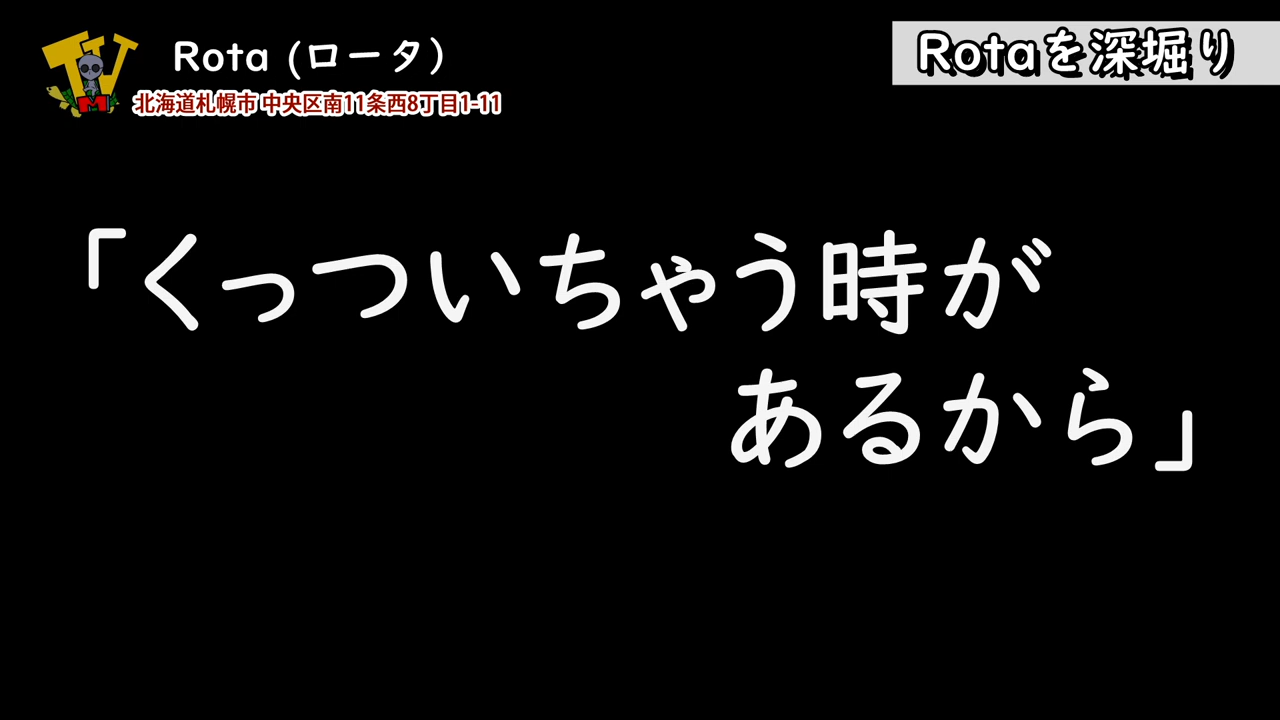 TTV
M
Rota (ロータ)
北海道札幌市 中央区南11条西8丁目1-11
Rotaを深堀り
「くっついちゃう時が
あるから」